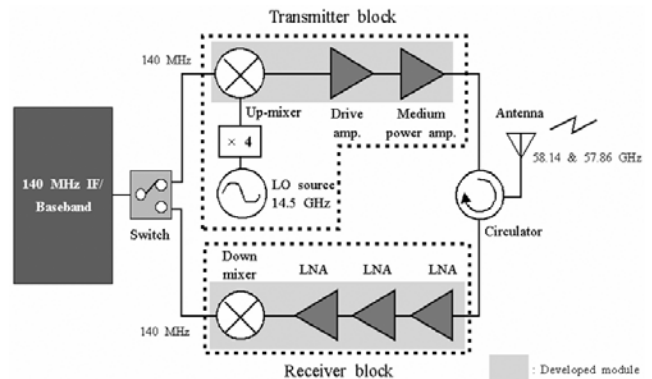 Transmitter block
140 MHz
Up-mixer
Drive
amp.
Medium
power amp.
Antenna
× 4
58.14 & 57.86 GHz
LO source
14.5 GHz
140 MHz IF/
Baseband
Switch
Circulator
Down
mixer
LNA
LNA
LNA
140 MHz
Receiver block
: Developed module